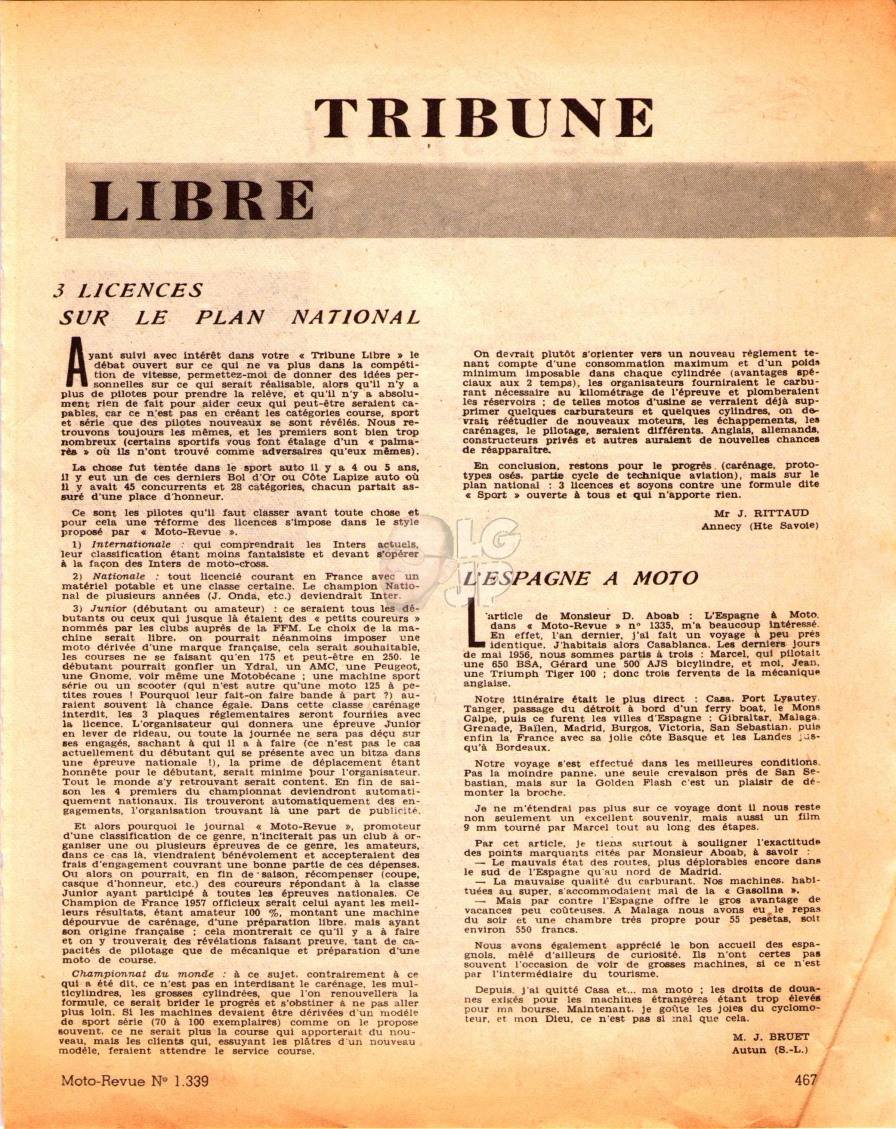 TRIBUNE
LIBRE
3 LICENCES
SUR LE PLAN NATIONAL
Ayant suivi avec intérêt dans votre « Tribune Libre » le
débat ouvert sur ce qui ne va plus dans la compéti-
tion de vitesse, permettez-moi de donner des idées per-
sonnelles sur ce qui serait réalisable, alors qu'il n'y a
plus de pilotes pour prendre la relève, et qu'il n'y a absolu-
ment rien de fait pour aider ceux qui peut-être seraient ca-
pables, car ce n'est pas en créant les catégories course, sport
et série que des pilotes nouveaux se sont révélés. Nous re-
trouvons toujours les mêmes, et les premiers sont bien trop
nombreux (certains sportifs vous font étalage d'un « palma-
rès » où ils n'ont trouvé comme adversaires qu'eux mêmes).
La chose fut tentée dans le sport auto il y a 4 ou 5 ans,
il y eut un de ces derniers Bol d'Or ou Côte Lapize auto où
il y avait 45 concurrents et 28 catégories, chacun partait as-
suré d'une place d'honneur.
Ce sont les pilotes qu'il faut classer avant toute chose et
pour cela une réforme des licences s'impose dans le style
proposé par « Moto-Revue ».
1) Internationale : qui comprendrait les Inters actuels,
leur classification étant moins fantaisiste et devant s'opérer
à la façon des Inters de moto-cross.
2) Nationale : tout licencié courant en France avec un
matériel potable et une classe certaine. Le champion Natio-
nal de plusieurs années (J. Onda, etc.) deviendrait Inter.
3) Junior (débutant ou amateur) : ce seraient tous les dé-
butants ou ceux qui jusque là étaient des « petits coureurs »
nommés par les clubs auprès de la FFM. Le choix de la ma-
chine serait libre, on pourrait néanmoins imposer une
moto dérivée d'une marque française, cela serait souhaitable,
les courses ne se faisant qu'en 175 et peut-être en 250, le
débutant pourrait gonfler un Ydral, un AMC, une Peugeot,
une Gnome, voir même une Motobécane ; une machine sport
série ou un scooter (qui n'est autre qu'une moto 125 à pe-
tites roues ! Pourquoi leur fait-on faire bande à part ?) au-
raient souvent là chance égale. Dans cette classe carénage
interdit, les 3 plaques réglementaires seront fournies avec
la licence. L'organisateur qui donnera une épreuve Junior
en lever de rideau, ou toute la journée ne sera pas déçu sur
ses engagés, sachant à qui il a à faire (ce n'est pas le cas
actuellement du débutant qui se présente avec un bitza dans
une épreuve nationale !), la prime de déplacement étant
honnête pour le débutant, serait minime pour l'organisateur.
Tout le monde s'y retrouvant serait content. En fin de sai-
son les 4 premiers du championnat deviendront automati-
quement nationaux. Ils trouveront automatiquement des en-
gagements, l'organisation trouvant là une part de publicité.
Et alors pourquoi le journal « Moto-Revue », promoteur
d'une classification de ce genre, n'inciterait pas un club à or-
ganiser une ou plusieurs épreuves de ce genre, les amateurs,
dans ce cas là, viendraient bénévolement et accepteraient des
frais d'engagement couvrant une bonne partie de ces dépenses.
Ou alors on pourrait, en fin de saison, récompenser (coupe,
casque d'honneur, etc.) des coureurs répondant à la classe
Junior ayant participé à toutes les épreuves nationales. Ce
Champion de France 1957 officieux serait celui ayant les meil-
leurs résultats, étant amateur 100 %, montant une machine
dépourvue de carénage, d'une préparation libre, mais ayant
son origine française ; cela montrerait ce qu'il y a à faire
et on y trouverait des révélations faisant preuve, tant de ca-
pacités de pilotage que de mécanique et préparation d'une
moto de course.
Championnat du monde : à ce sujet, contrairement à ce
qui a été dit, ce n'est pas en interdisant le carénage, les mul-
ticylindres, les grosses cylindrées, que l'on renouvellera la
formule, ce serait brider le progrès et s'obstiner à ne pas aller
plus loin. Si les machines devaient être dérivées d'un modèle
de sport série (70 à 100 exemplaires) comme on le propose
souvent, ce ne serait plus la course qui apporterait du nou-
veau, mais les clients qui, essuyant les plâtres d'un nouveau
modèle, feraient attendre le service course.
On devrait plutôt s'orienter vers un nouveau règlement te-
nant compte d'une consommation maximum et d'un poids
minimum imposable dans chaque cylindrée (avantages spé-
ciaux aux 2 temps), les organisateurs fourniraient le carbu-
rant nécessaire au kilométrage de l'épreuve et plomberaient
les réservoirs ; de telles motos d'usine se verraient déjà sup-
primer quelques carburateurs et quelques cylindres, on de-
vrait réétudier de nouveaux moteurs, les échappements, les
carénages, le pilotage, seraient différents. Anglais, allemands,
constructeurs privés et autres auraient de nouvelles chances
de réapparaître.
En conclusion, restons pour le progrès (carénage, proto-
types osés, partie cycle de technique aviation), mais sur le
plan national : 3 licences et soyons contre une formule dite
« Sport » ouverte à tous et qui n'apporte rien.
Mr J. RITTAUD
Annecy (Hte Savoie)
LG
JP
L'ESPAGNE A MOTO
L'article de Monsieur D. Aboab : L'Espagne à Moto,
dans « Moto-Revue » n° 1335, m'a beaucoup intéressé.
En effet, l'an dernier, j'ai fait un voyage à peu près
identique. J'habitais alors Casablanca. Les derniers jours
de mai 1956, nous sommes partis à trois : Marcel, qui pilotait
une 650 BSA, Gérard une 500 AJS bicylindre, et moi, Jean,
une Triumph Tiger 100 ; donc trois fervents de la mécanique
anglaise.
Notre itinéraire était le plus direct : Casa, Port Lyautey,
Tanger, passage du détroit à bord d'un ferry boat, le Mons
Calpe, puis ce furent les villes d'Espagne : Gibraltar, Malaga,
Grenade, Bailen, Madrid, Burgos, Victoria, San Sebastian, puis
enfin la France avec sa jolie côte Basque et les Landes jus-
qu'à Bordeaux.
Notre voyage s'est effectué dans les meilleures conditions.
Pas la moindre panne, une seule crevaison près de San Se-
bastian, mais sur la Golden Flash c'est un plaisir de dé-
monter la broche.
Je ne m'étendrai pas plus sur ce voyage dont il nous reste
non seulement un excellent souvenir, mais aussi un film
9 mm tourné par Marcel tout au long des étapes.
Par cet article, je tiens surtout à souligner l'exactitude
des points marquants cités par Monsieur Aboab, à savoir :
— Le mauvais état des routes, plus déplorables encore dans
le sud de l'Espagne qu'au nord de Madrid.
— La mauvaise qualité du carburant. Nos machines, habi-
tuées au super, s'accommodaient mal de la « Gasolina ».
— Mais par contre l'Espagne offre le gros avantage de
vacances peu coûteuses. A Malaga nous avons eu le repas
du soir et une chambre très propre pour 55 pesetas, soit
environ 550 francs.
Nous avons également apprécié le bon accueil des espa-
gnols, mêlé d'ailleurs de curiosité. Ils n'ont certes pas
souvent l'occasion de voir de grosses machines, si ce n'est
par l'intermédiaire du tourisme.
Depuis, j'ai quitté Casa et... ma moto ; les droits de doua-
nes exigés pour les machines étrangères étant trop élevés
pour ma bourse. Maintenant, je goûte les joies du cyclomo-
teur, et mon Dieu, ce n'est pas si mal que cela.
M. J. BRUET
Autun (S.-L.)
Moto-Revue N° 1.339
467